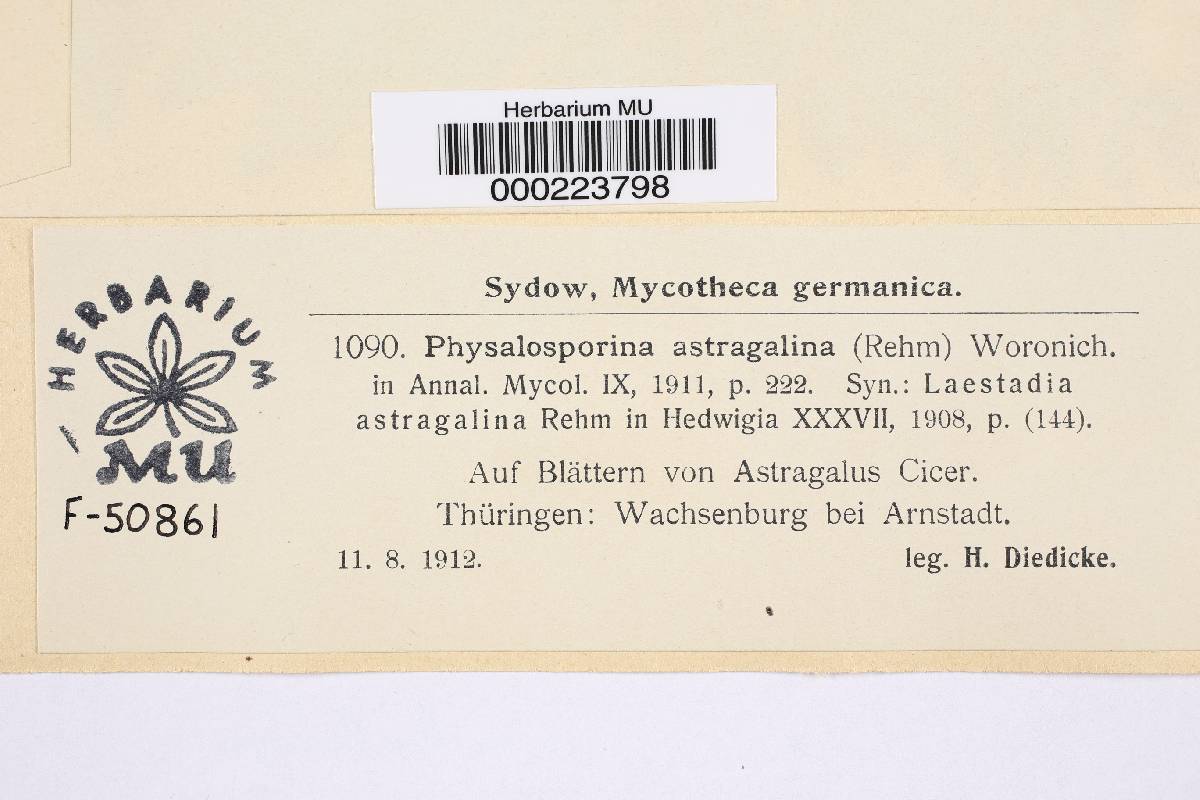 Herbarium MU
000223798
HERBARIUM
MU
F-50861
Sydow, Mycotheca germanica.
1090. Physalosporina astragalina (Rehm) Woronich.
in Annal. Mycol. IX, 1911, p. 222. Syn.: Laestadia
astragalina Rehm in Hedwigia XXXVII, 1908, p. (144).
Auf Blättern von Astragalus Cicer.
Thüringen: Wachsenburg bei Arnstadt.
11. 8. 1912. leg. H. Diedicke.